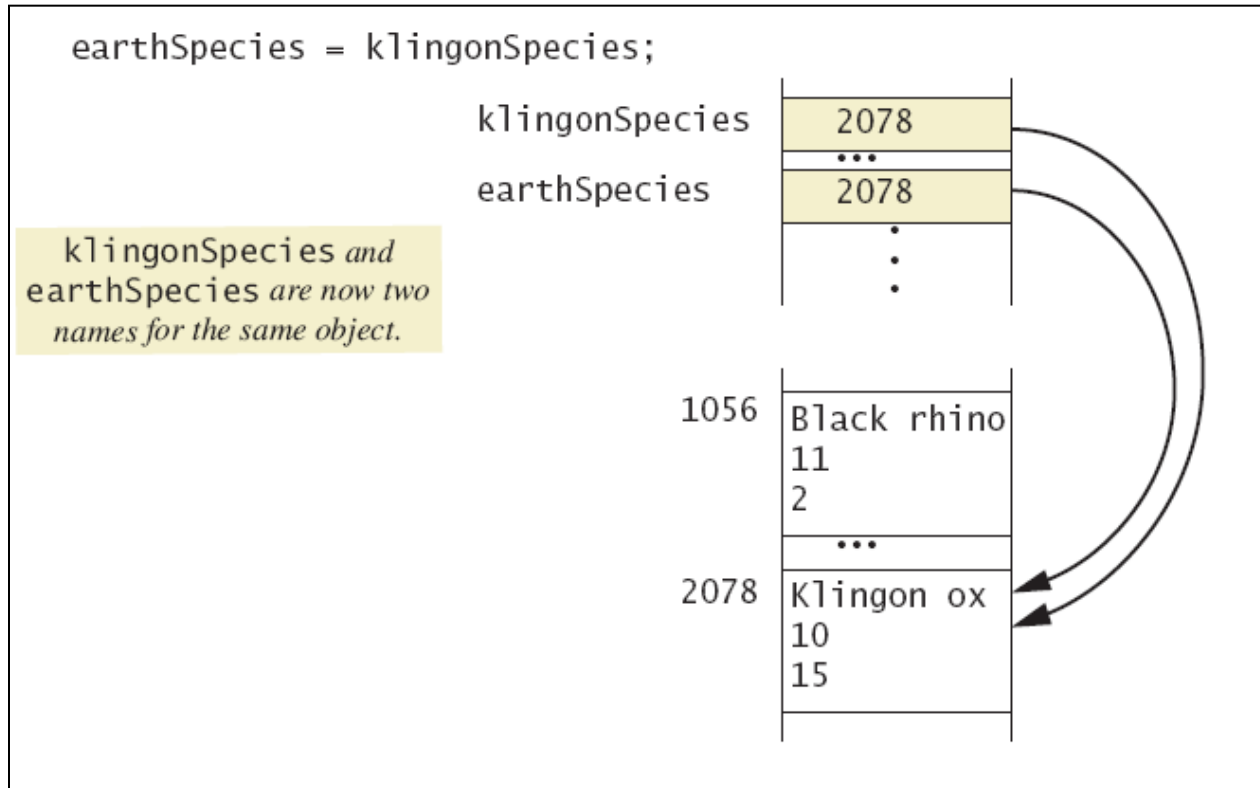 earthSpecies = klingonSpecies;
klingonSpecies 2078
...
earthSpecies 2078
klingonSpecies and
earthSpecies are now two
names for the same object.
1056 Black rhino
11
2
...
2078 Klingon ox
10
15